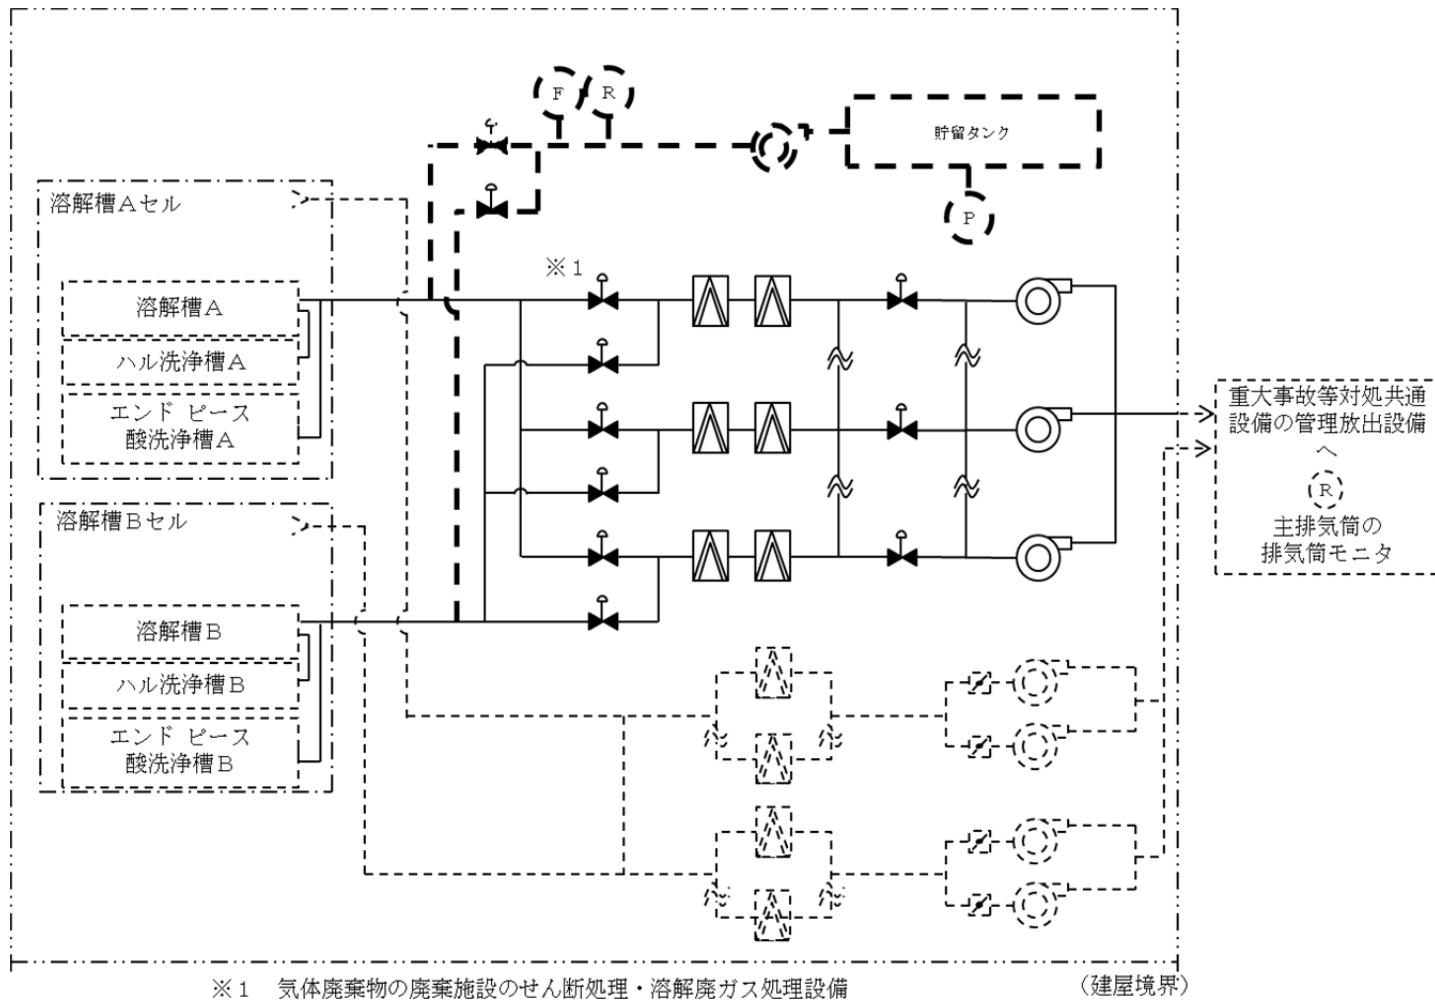 F
R
貯留タンク
P
溶解槽Aセル
※1
溶解槽A
ハル洗浄槽A
エンド ピース
酸洗浄槽A
重大事故等対処共通
設備の管理放出設備
へ
R
主排気筒の
排気筒モニタ
溶解槽Bセル
溶解槽B
ハル洗浄槽B
エンド ピース
酸洗浄槽B
※1 気体廃棄物の廃棄施設のせん断処理・溶解廃ガス処理設備
(建屋境界)